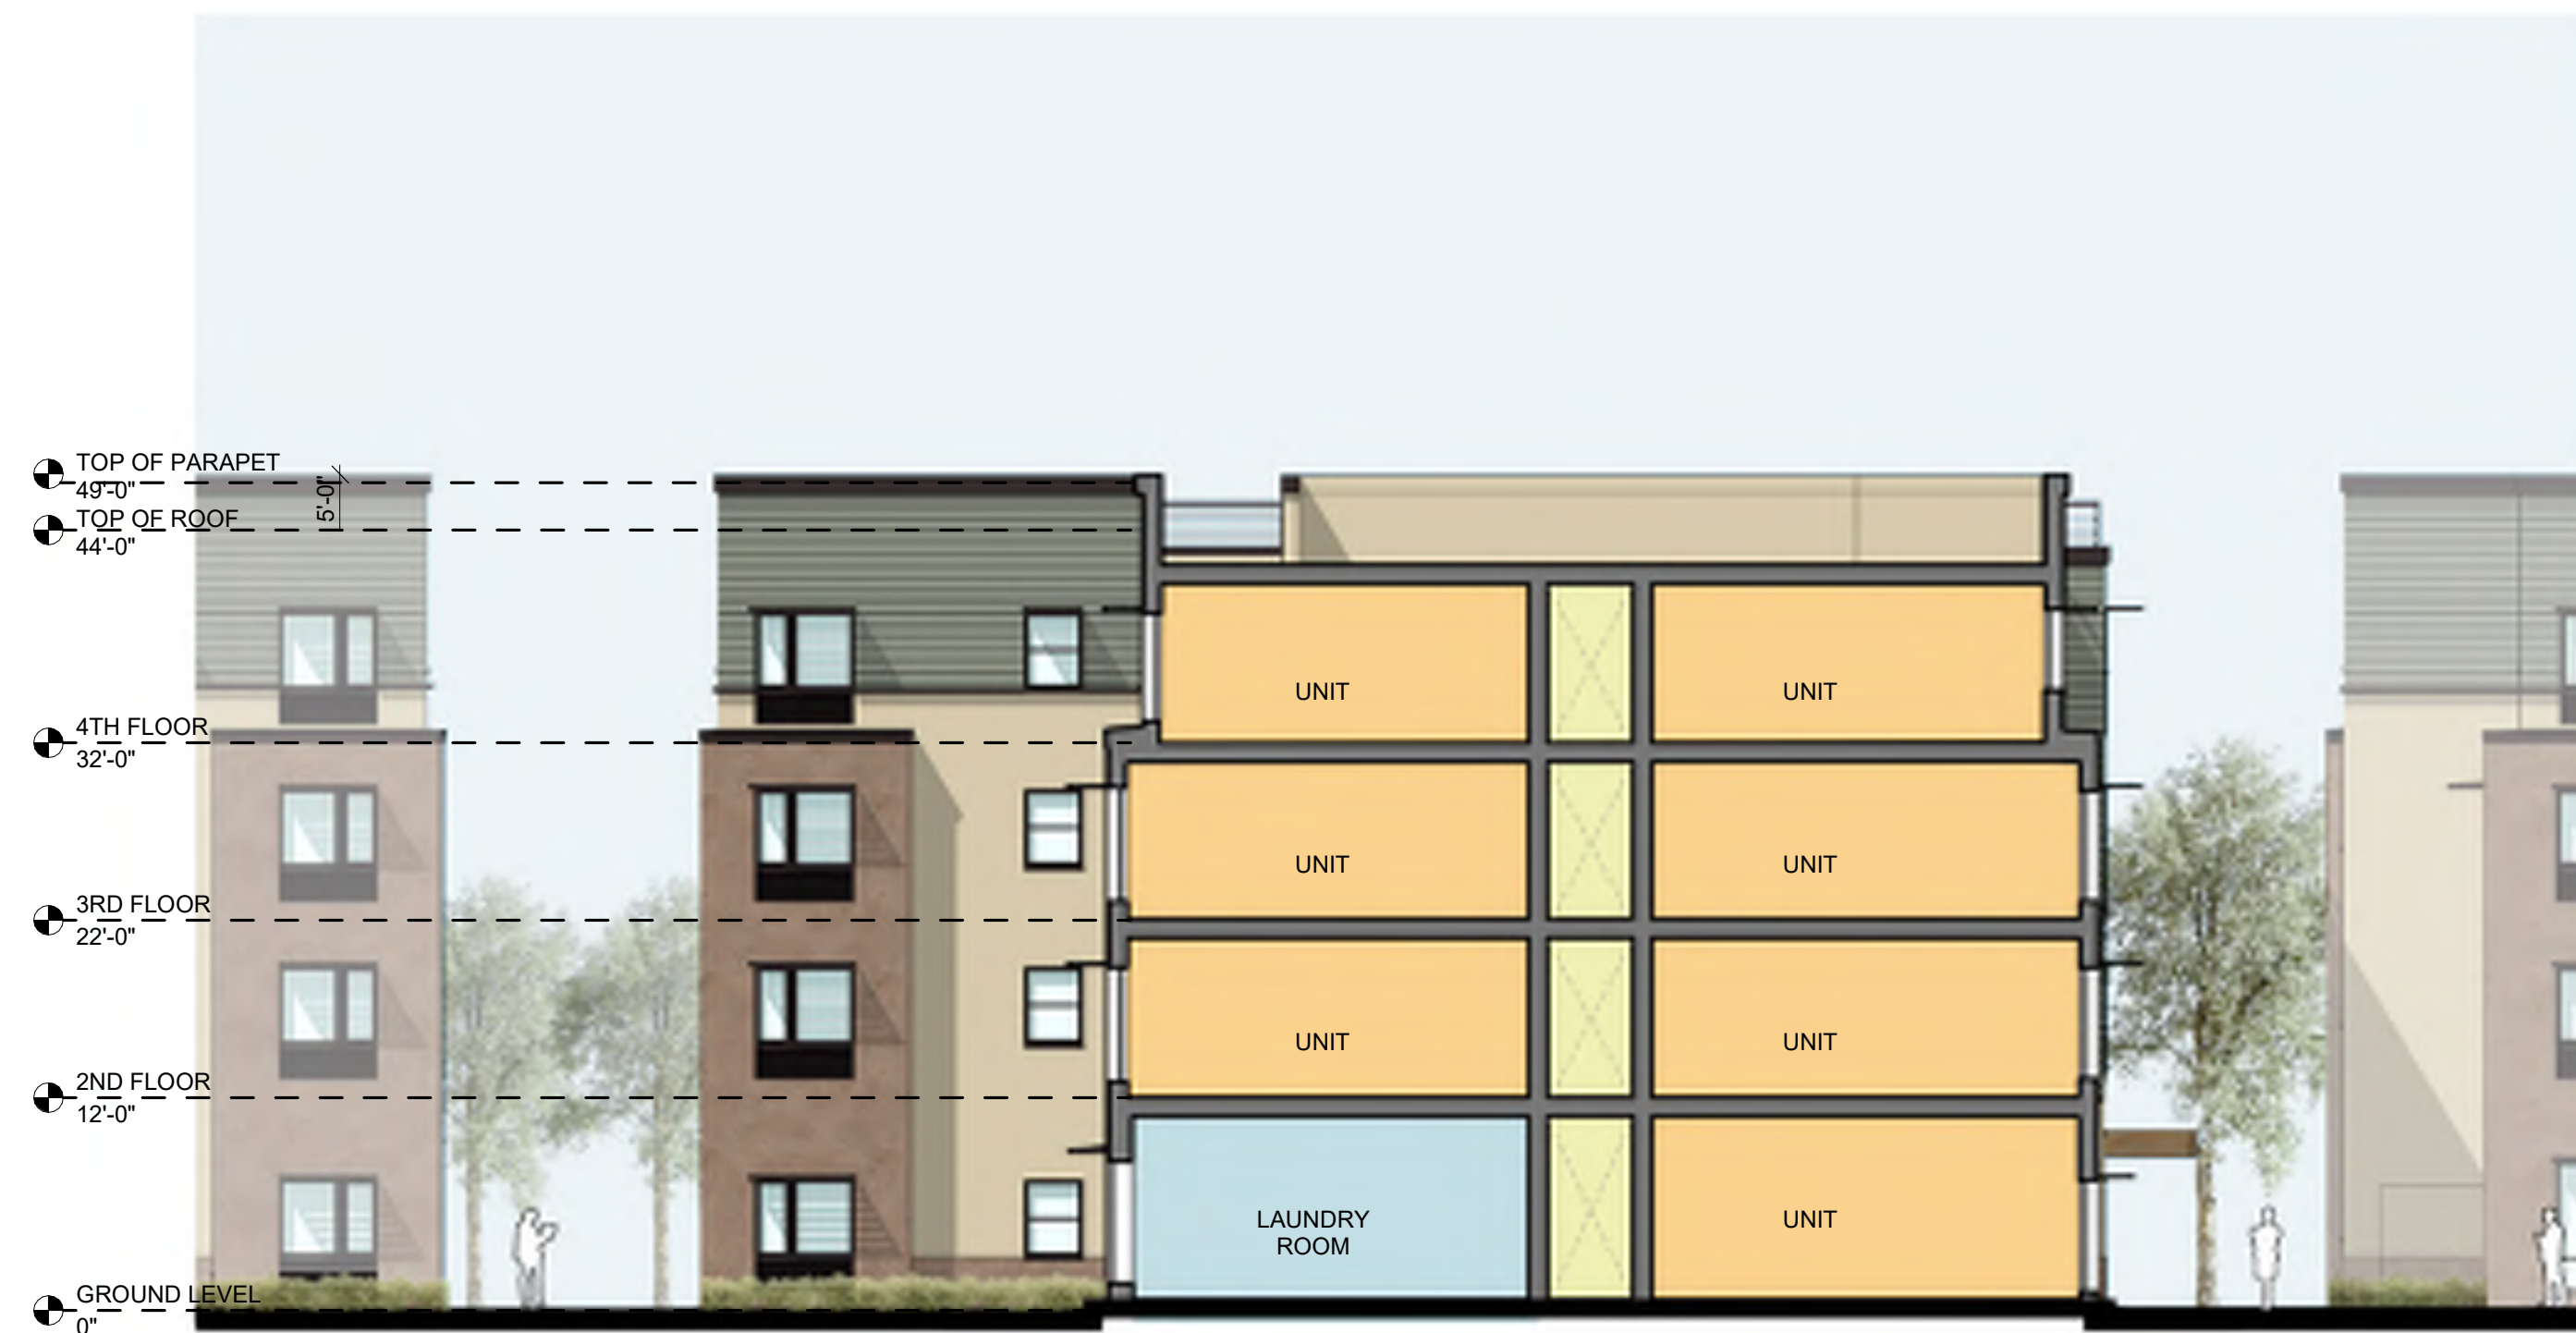 TOP OF PARAPET
49'-0"
5'-0"
TOP OF ROOF
44'-0"
4TH FLOOR
32'-0"
3RD FLOOR
22'-0"
2ND FLOOR
12'-0"
GROUND LEVEL
0"
UNIT
UNIT
UNIT
UNIT
UNIT
UNIT
LAUNDRY
ROOM
UNIT